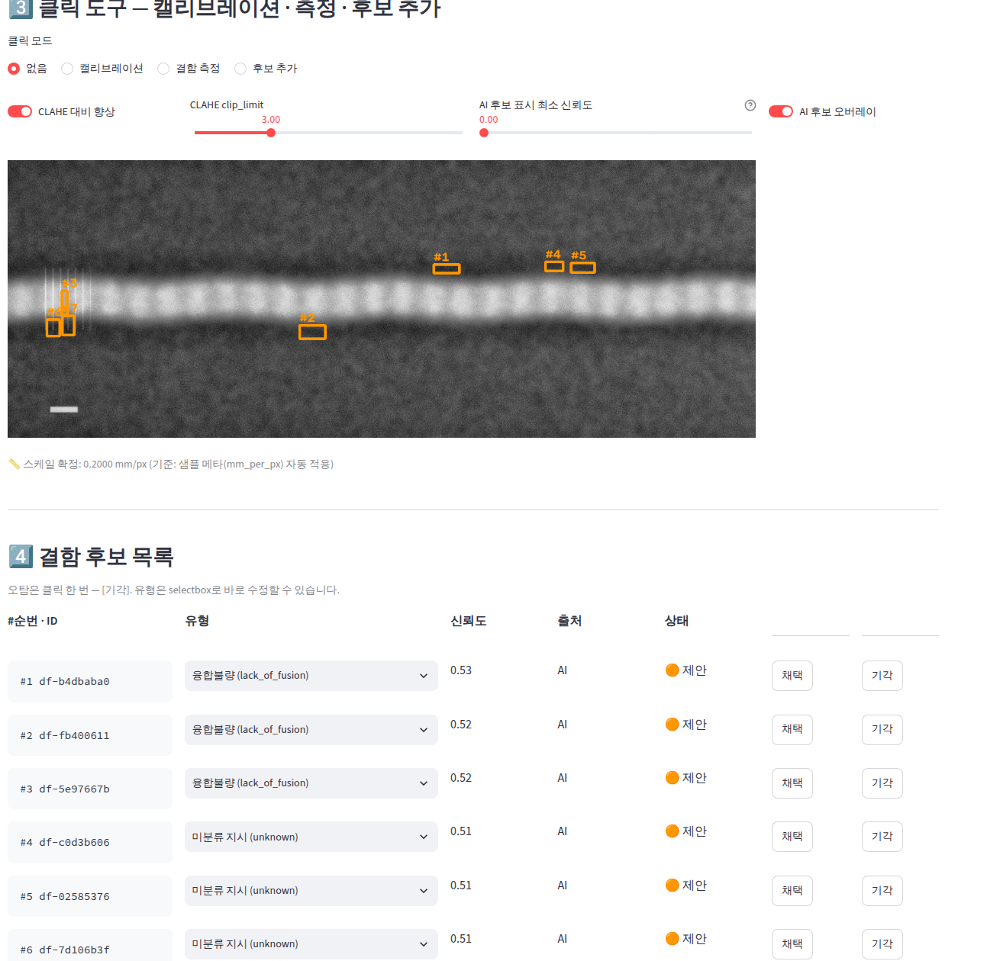 3 클릭 도구 — 캘리브레이션 · 측정 · 후보 추가
클릭 모드
없음 캘리브레이션 결함 측정 후보 추가
CLAHE 대비 향상
CLAHE clip_limit
3.00
AI 후보 표시 최소 신뢰도
0.00
AI 후보 오버레이
#1
#4 #5
#3
#7
#2
📏 스케일 확정: 0.2000 mm/px (기준: 샘플 메타(mm_per_px) 자동 적용)
4 결함 후보 목록
오탐은 클릭 한 번 — [기각]. 유형은 selectbox로 바로 수정할 수 있습니다.
#순번 · ID 유형 신뢰도 출처 상태
#1 df-b4dbaba0 융합불량 (lack_of_fusion) 0.53 AI 제안 채택 기각
#2 df-fb400611 융합불량 (lack_of_fusion) 0.52 AI 제안 채택 기각
#3 df-5e97667b 융합불량 (lack_of_fusion) 0.52 AI 제안 채택 기각
#4 df-c0d3b606 미분류 지시 (unknown) 0.51 AI 제안 채택 기각
#5 df-02585376 미분류 지시 (unknown) 0.51 AI 제안 채택 기각
#6 df-7d106b3f 미분류 지시 (unknown) 0.51 AI 제안 채택 기각